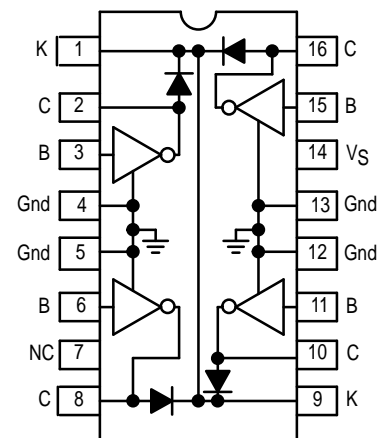 K 1 16 C
C 2 15 B
B 3 14 VS
Gnd 4 13 Gnd
Gnd 5 12 Gnd
B 6 11 B
NC 7 10 C
C 8 9 K